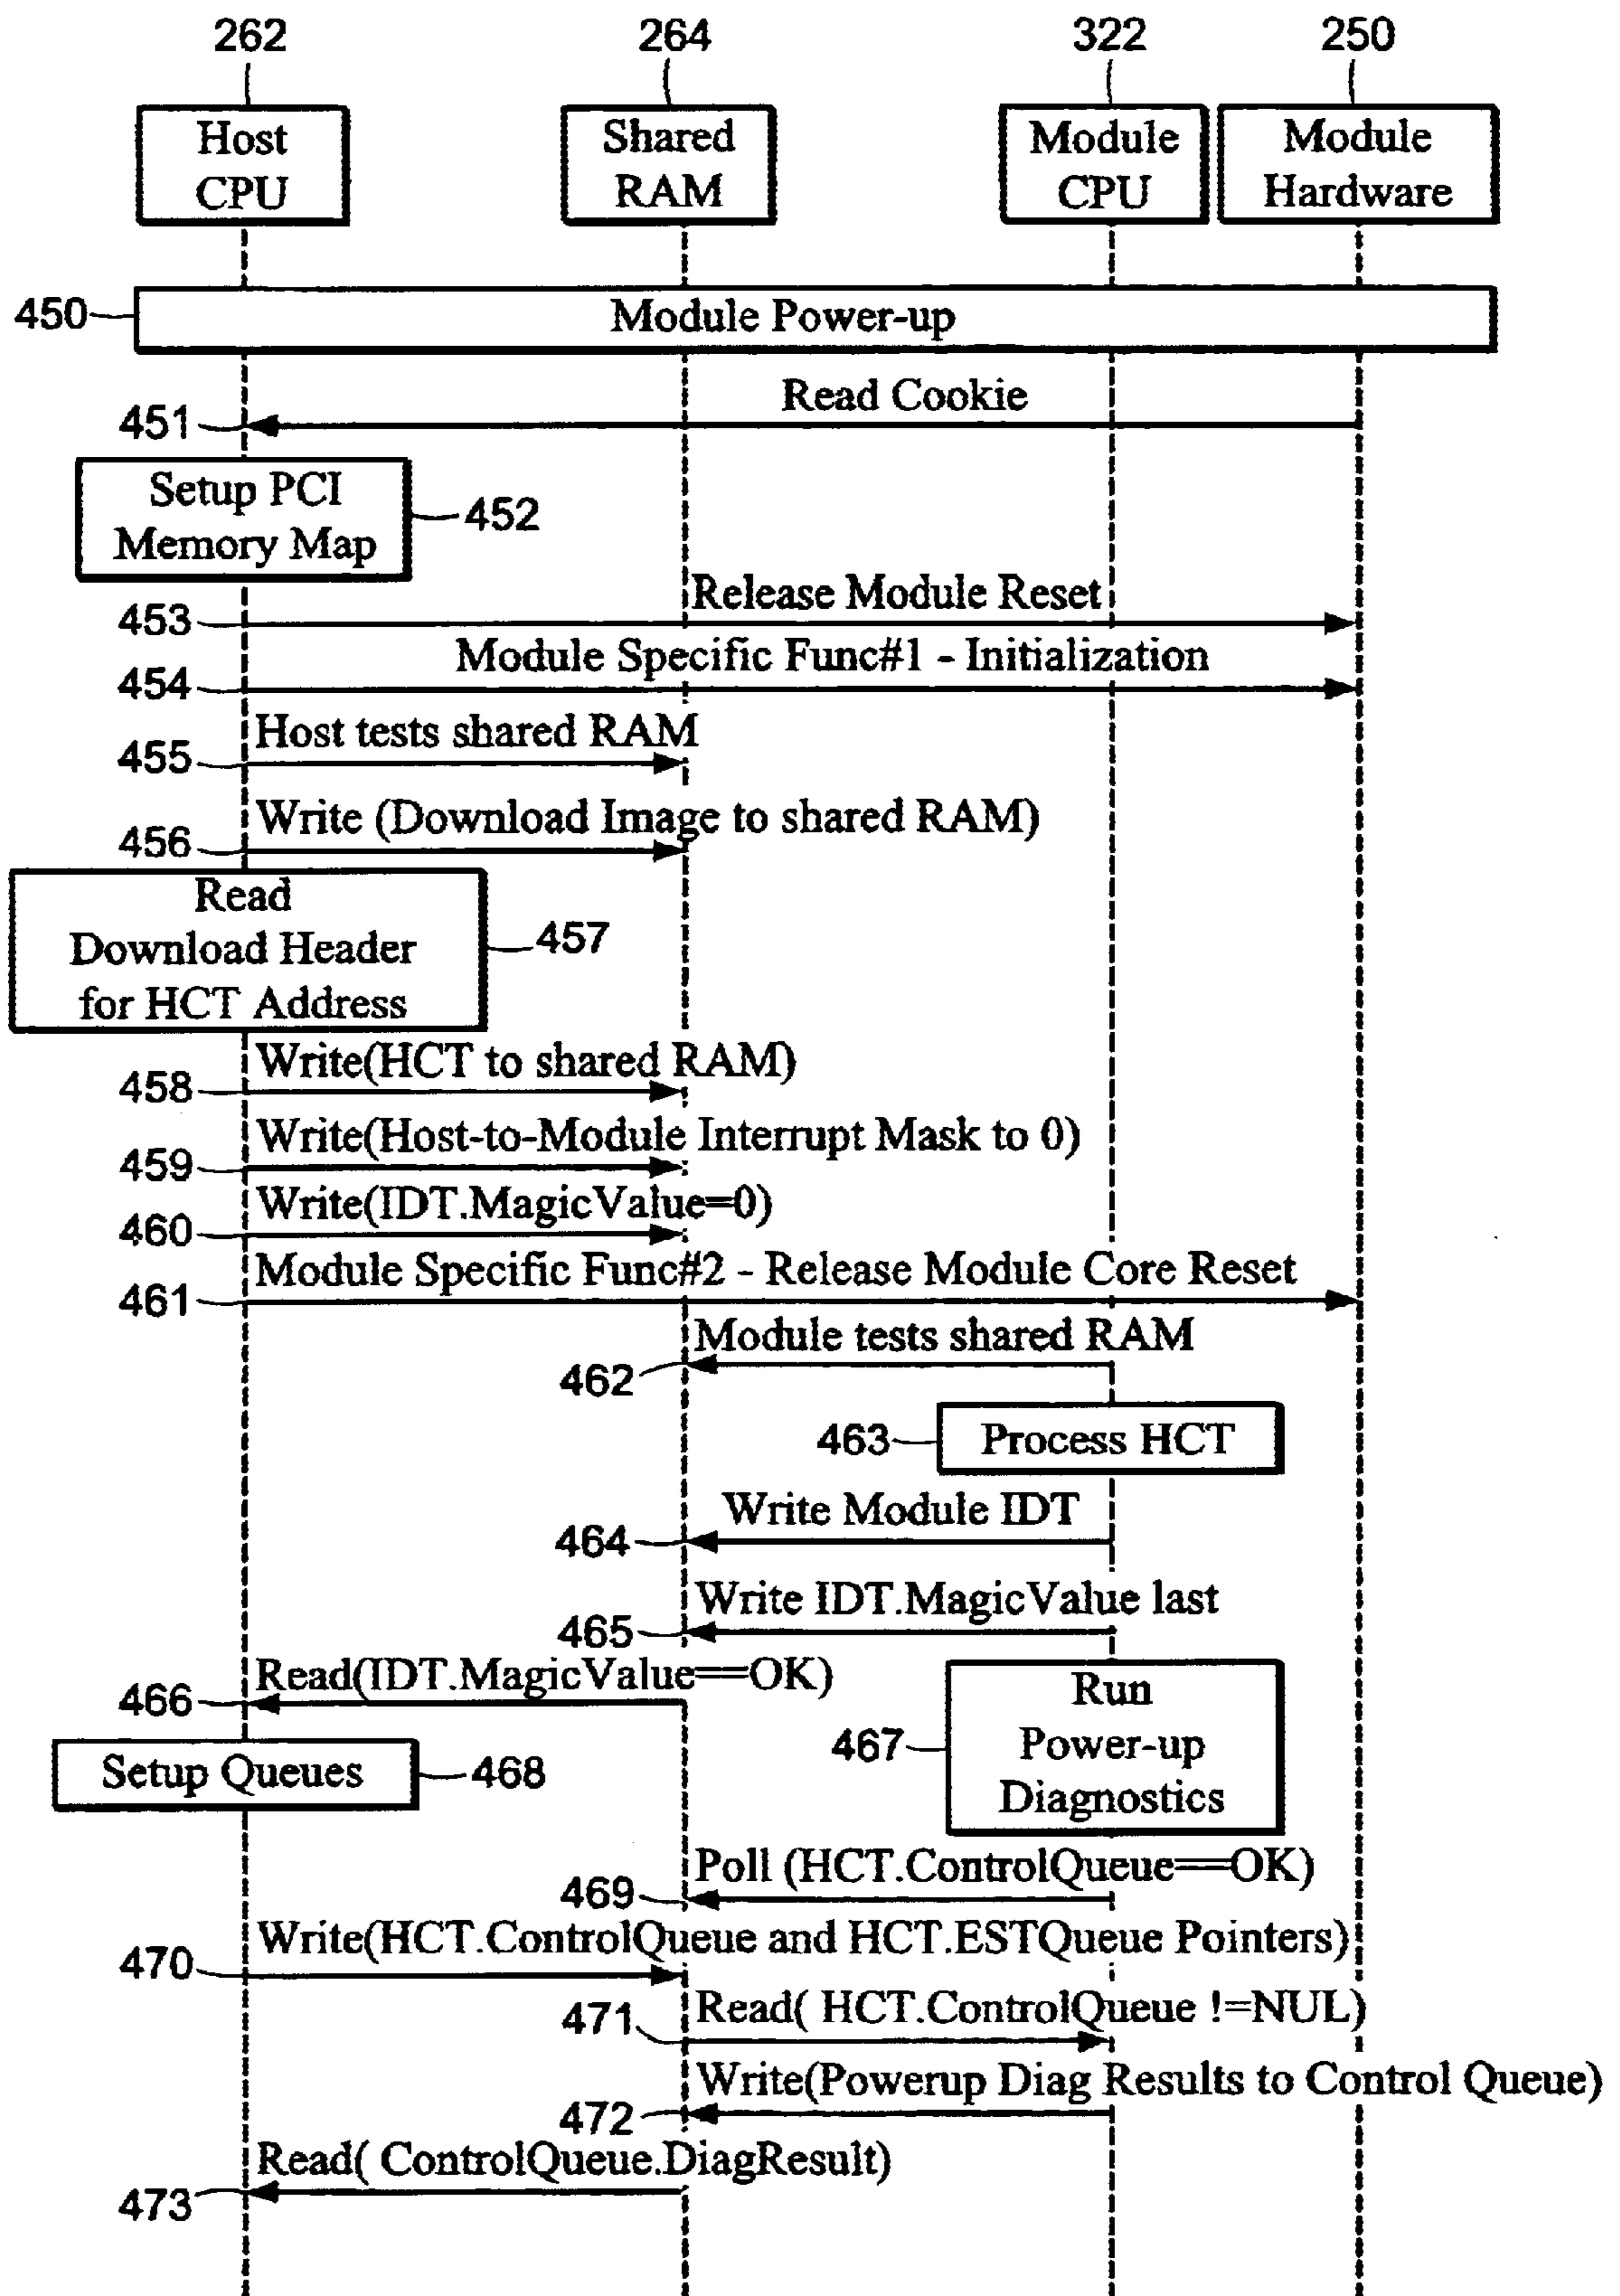 262
264
322
250
Host
CPU
Shared
RAM
Module
CPU
Module
Hardware
450
Module Power-up
Read Cookie
451
Setup PCI
Memory Map
452
Release Module Reset
453
Module Specific Func#1 - Initialization
454
Host tests shared RAM
455
Write (Download Image to shared RAM)
456
Read
Download Header
for HCT Address
457
Write(HCT to shared RAM)
458
Write(Host-to-Module Interrupt Mask to 0)
459
Write(IDT.MagicValue=0)
460
Module Specific Func#2 - Release Module Core Reset
461
Module tests shared RAM
462
463
Process HCT
Write Module IDT
464
Write IDT.MagicValue last
465
Read(IDT.MagicValue==OK)
466
Run
Power-up
Diagnostics
467
Setup Queues
468
Poll (HCT.ControlQueue==OK)
469
Write(HCT.ControlQueue and HCT.ESTQueue Pointers)
470
Read( HCT.ControlQueue !=NUL)
471
Write(Powerup Diag Results to Control Queue)
472
Read( ControlQueue.DiagResult)
473